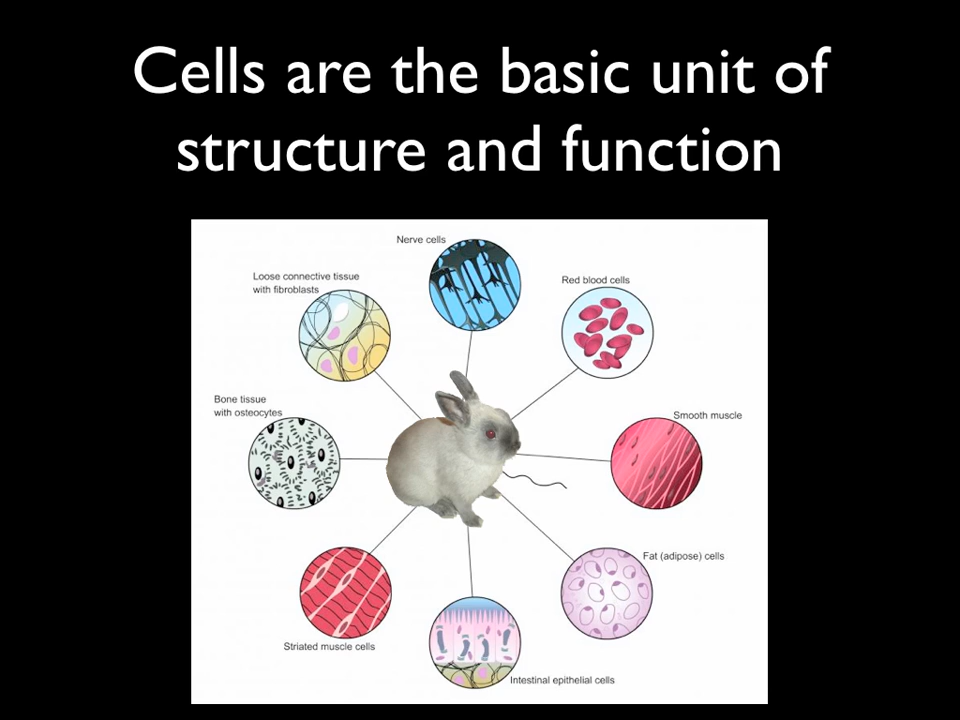 Cells are the basic unit of
structure and function
Nerve cells
Loose connective tissue
with fibroblasts
Red blood cells
Bone tissue
with osteocytes
Smooth muscle
Fat (adipose) cells
Striated muscle cells
Intestinal epithelial cells